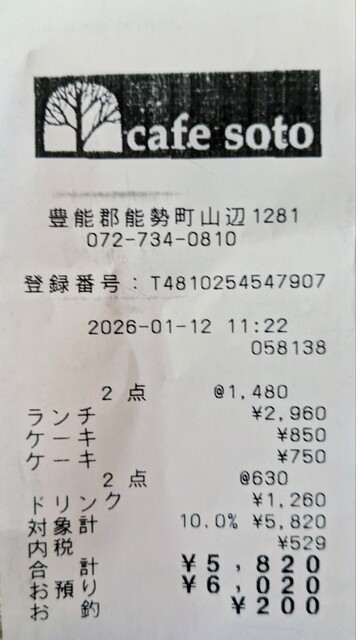 cafe soto
豊能郡能勢町山辺1281
072-734-0810
登録番号：T4810254547907
2026-01-12 11:22
058138
2点 @1,480
ランチ ¥2,960
ケーキ ¥850
ケーキ ¥750
2点 @630
ドリンク ¥1,260
対象計 10.0% ¥5,820
内税 ¥529
合計 ¥5,820
お預り ¥6,020
お釣 ¥200